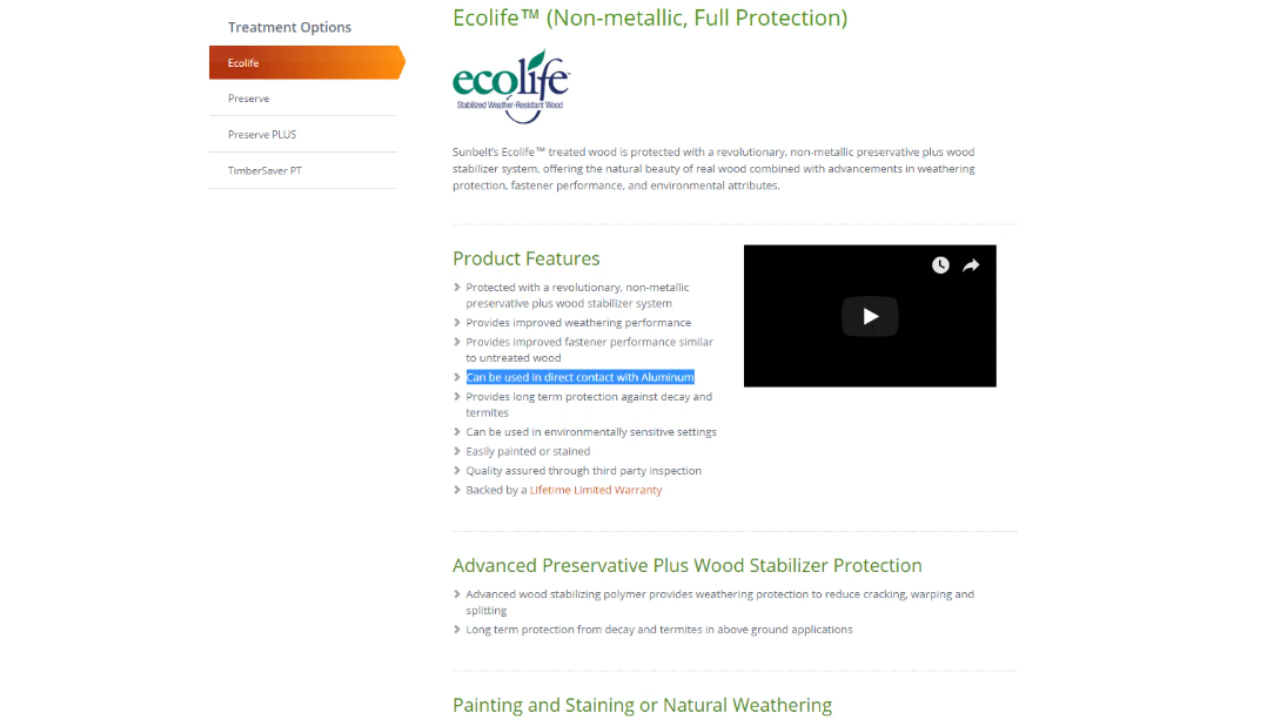 Treatment Options
Ecolife
Preserve
Preserve PLUS
TimberSaver PT
Ecolife™ (Non-metallic, Full Protection)
ecolife™
Stabilized Weather-Resistant Wood
Sunbelt's Ecolife™ treated wood is protected with a revolutionary, non-metallic preservative plus wood
stabilizer system, offering the natural beauty of real wood combined with advancements in weathering
protection, fastener performance, and environmental attributes.
Product Features
Protected with a revolutionary, non-metallic
preservative plus wood stabilizer system
Provides improved weathering performance
Provides improved fastener performance similar
to untreated wood
Can be used in direct contact with Aluminum
Provides long term protection against decay and
termites
Can be used in environmentally sensitive settings
Easily painted or stained
Quality assured through third party inspection
Backed by a Lifetime Limited Warranty
Advanced Preservative Plus Wood Stabilizer Protection
Advanced wood stabilizing polymer provides weathering protection to reduce cracking, warping and
splitting
Long term protection from decay and termites in above ground applications
Painting and Staining or Natural Weathering